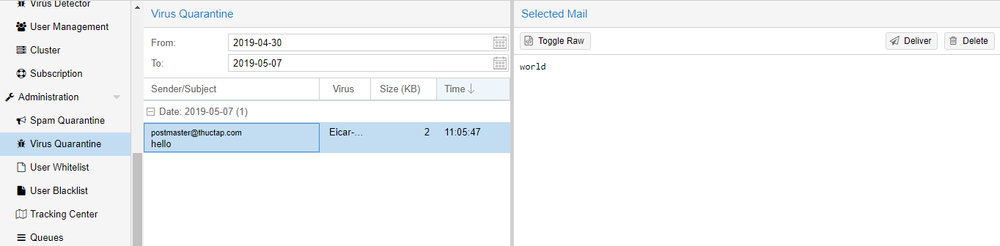 Virus Detector
User Management
Cluster
Subscription
Administration
Spam Quarantine
Virus Quarantine
User Whitelist
User Blacklist
Tracking Center
Queues
Virus Quarantine
From: 2019-04-30
To: 2019-05-07
Sender/Subject Virus Size (KB) Time
Date: 2019-05-07 (1)
postmaster@thuctap.com Eicar-... 2 11:05:47
hello
Selected Mail
Toggle Raw Deliver Delete
world